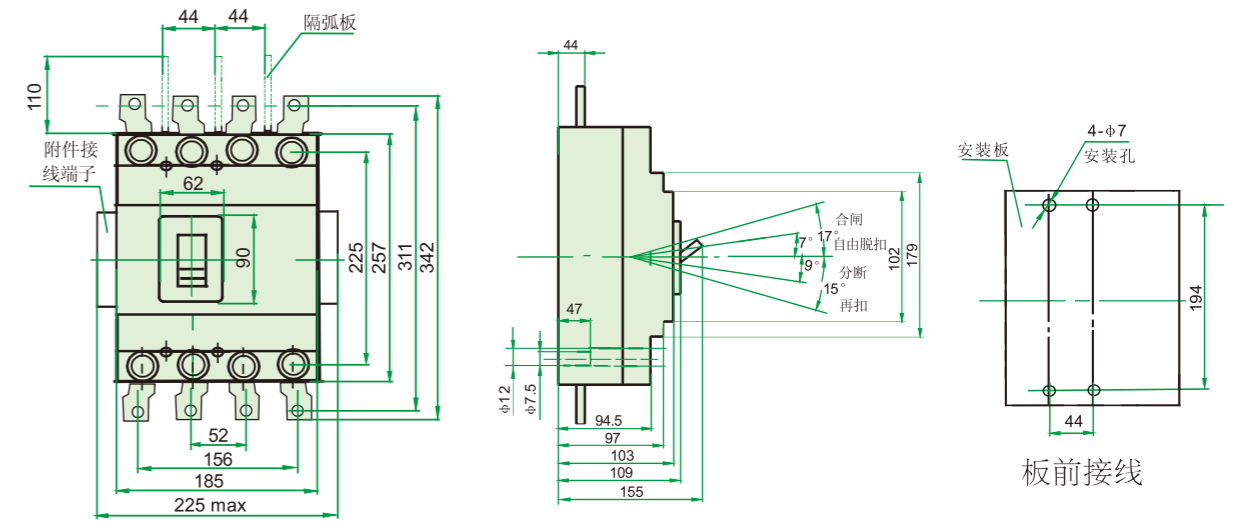 44
44
隔弧板
110
附件接
线端子
62
90
225
257
311
342
52
156
185
225 max
44
合闸
17°
自由脱扣
7°
9°
分断
15°
再扣
102
179
47
φ12
φ7.5
94.5
97
103
109
155
4-φ7
安装孔
安装板
194
44
板前接线